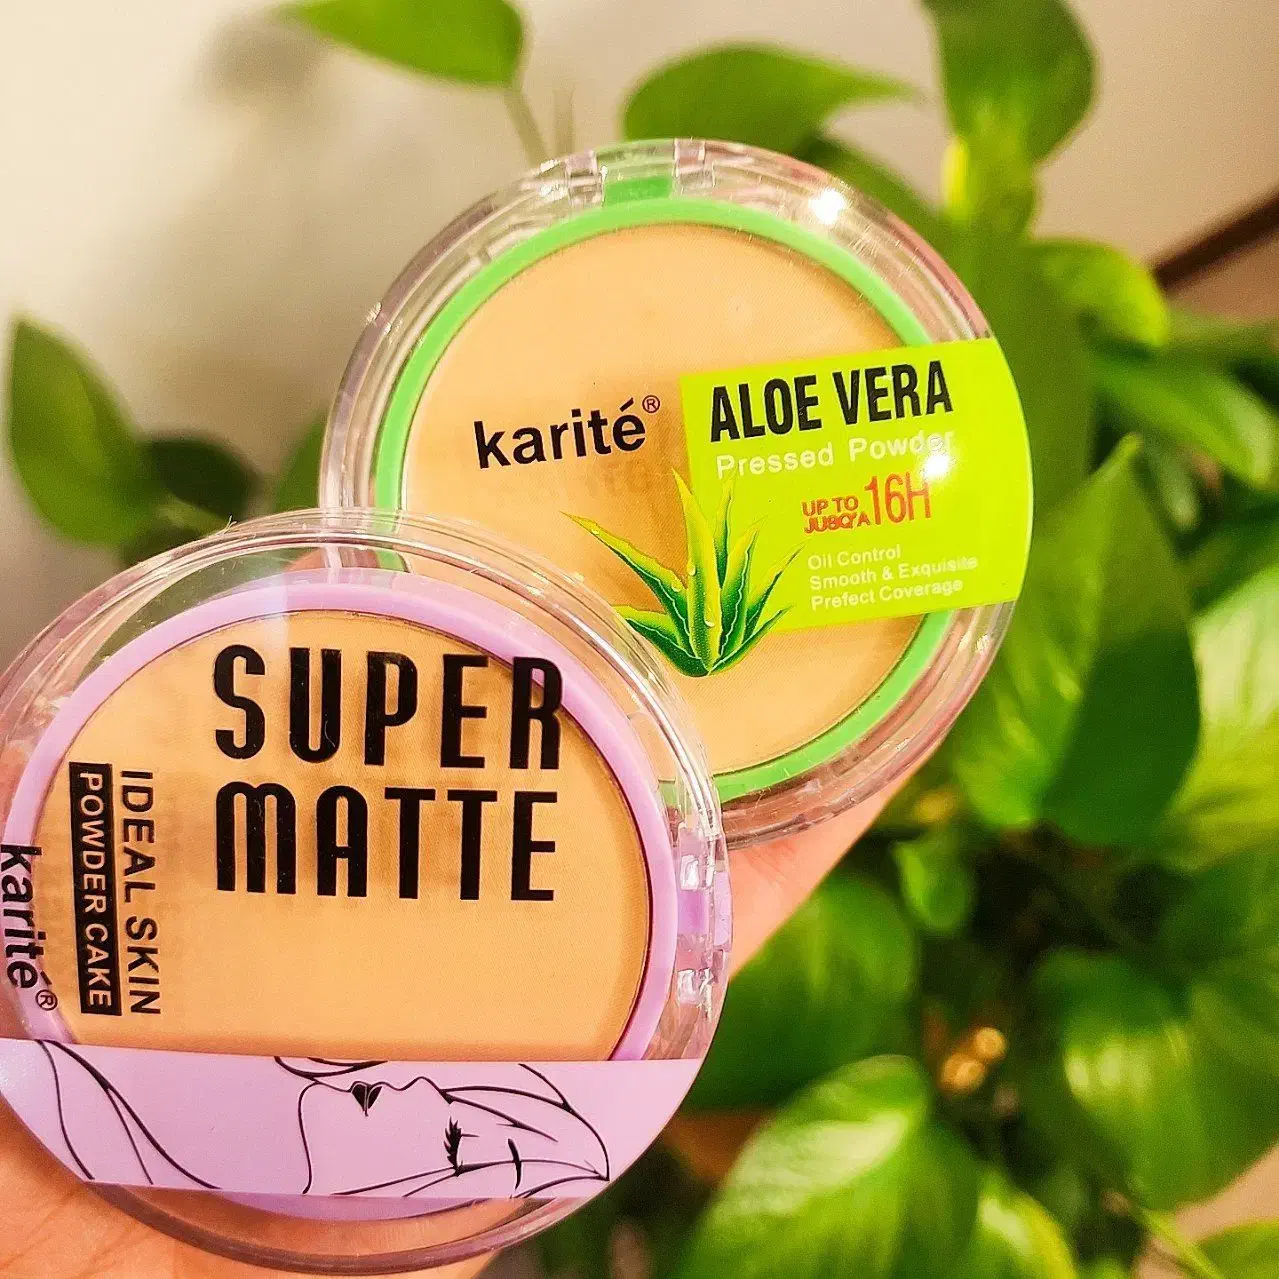 karité®
ALOE VERA
Pressed Powder
UP TO
JUSQ'A
16H
Oil Control
Smooth & Exquisite
Prefect Coverage
SUPER
MATTE
IDEAL SKIN
POWDER CAKE
karité®